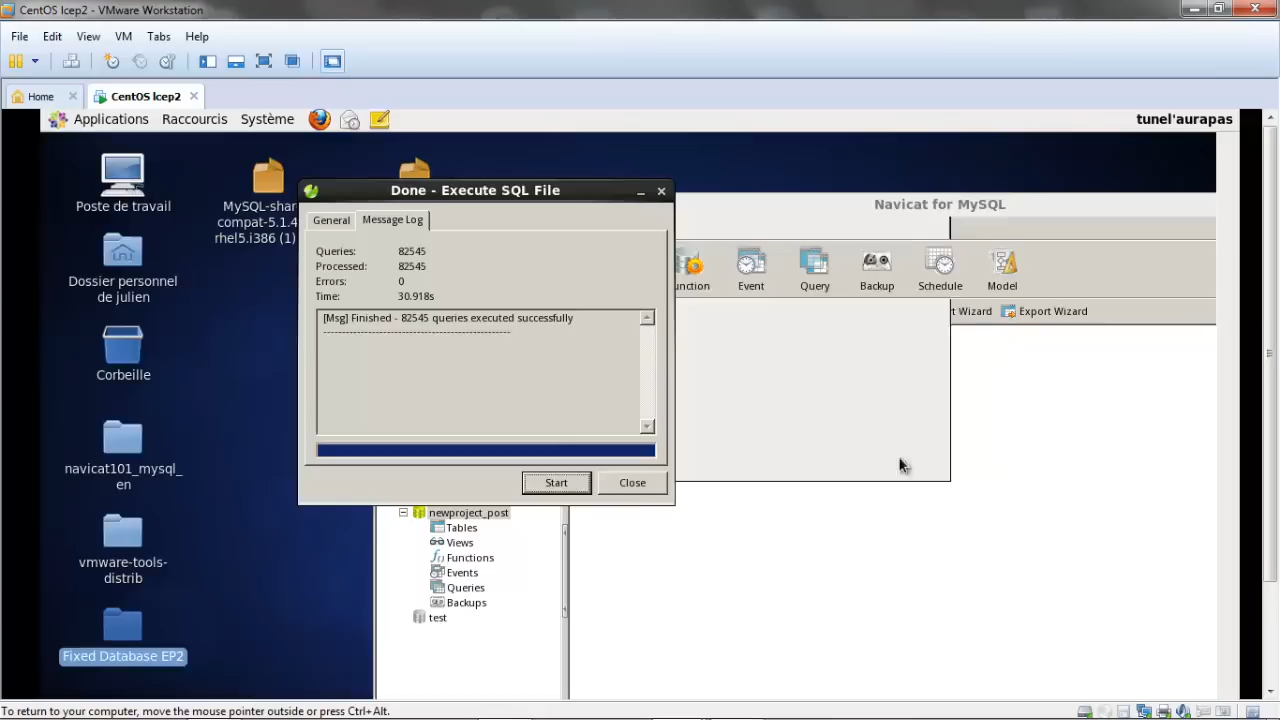 CentOS lcep2 - VMware Workstation
File Edit View VM Tabs Help
Home CentOS lcep2
Applications Raccourcis Système tunel'aurapas
Poste de travail
MySQL-shar
compat-5.1.4
rhel5.i386 (1)
Dossier personnel
de julien
Corbeille
navicat101_mysql_
en
vmware-tools-
distrib
Fixed Database EP2
Done - Execute SQL File
General Message Log
Queries: 82545
Processed: 82545
Errors: 0
Time: 30.918s
[Msg] Finished - 82545 queries executed successfully
--------------------------------------------------
Start Close
Navicat for MySQL
unction Event Query Backup Schedule Model
t Wizard Export Wizard
newproject_post
Tables
Views
Functions
Events
Queries
Backups
test
To return to your computer, move the mouse pointer outside or press Ctrl+Alt.